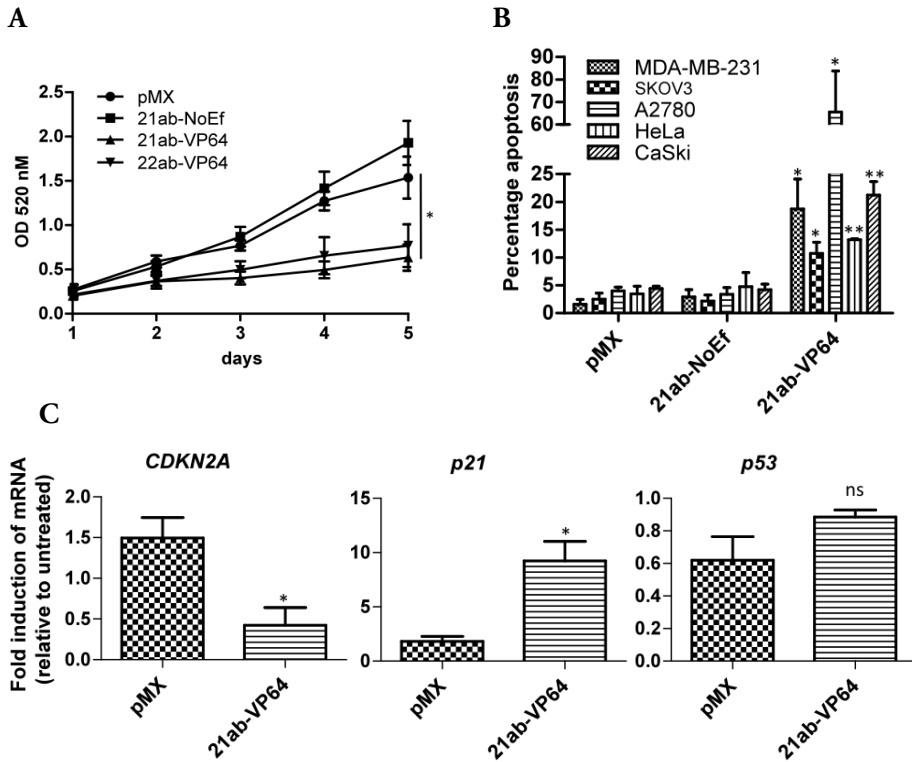 A
2.5
2.0
1.5
1.0
0.5
0.0
OD 520 nM
pMX
21ab-NoEf
21ab-VP64
22ab-VP64
*
1 2 3 4 5
days
B
90
80
70
60
25
20
15
10
5
0
Percentage apoptosis
MDA-MB-231
SKOV3
A2780
HeLa
CaSki
* * * ** **
pMX 21ab-NoEf 21ab-VP64
C
Fold induction of mRNA
(relative to untreated)
CDKN2A
2.0
1.5
1.0
0.5
0.0
*
pMX 21ab-VP64
p21
15
10
5
0
*
pMX 21ab-VP64
p53
1.0
0.8
0.6
0.4
0.2
0.0
ns
pMX 21ab-VP64